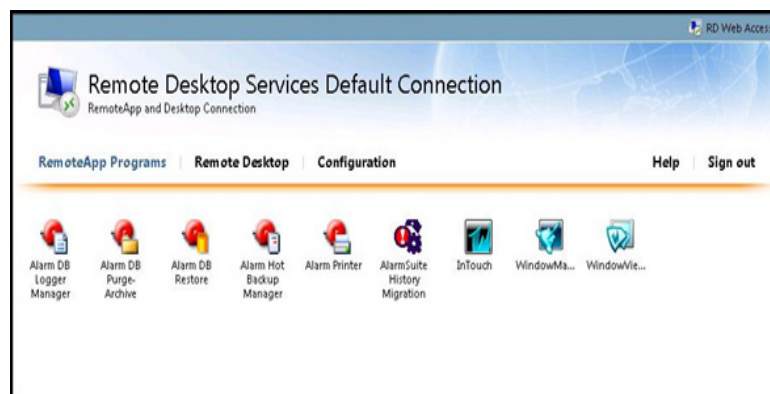 RD Web Access
Remote Desktop Services Default Connection
RemoteApp and Desktop Connection
RemoteApp Programs
Remote Desktop
Configuration
Help
Sign out
Alarm DB
Logger
Manager
Alarm DB
Purge-
Archive
Alarm DB
Restore
Alarm Hot
Backup
Manager
Alarm Printer
AlarmSuite
History
Migration
InTouch
WindowMa...
WindowVie...